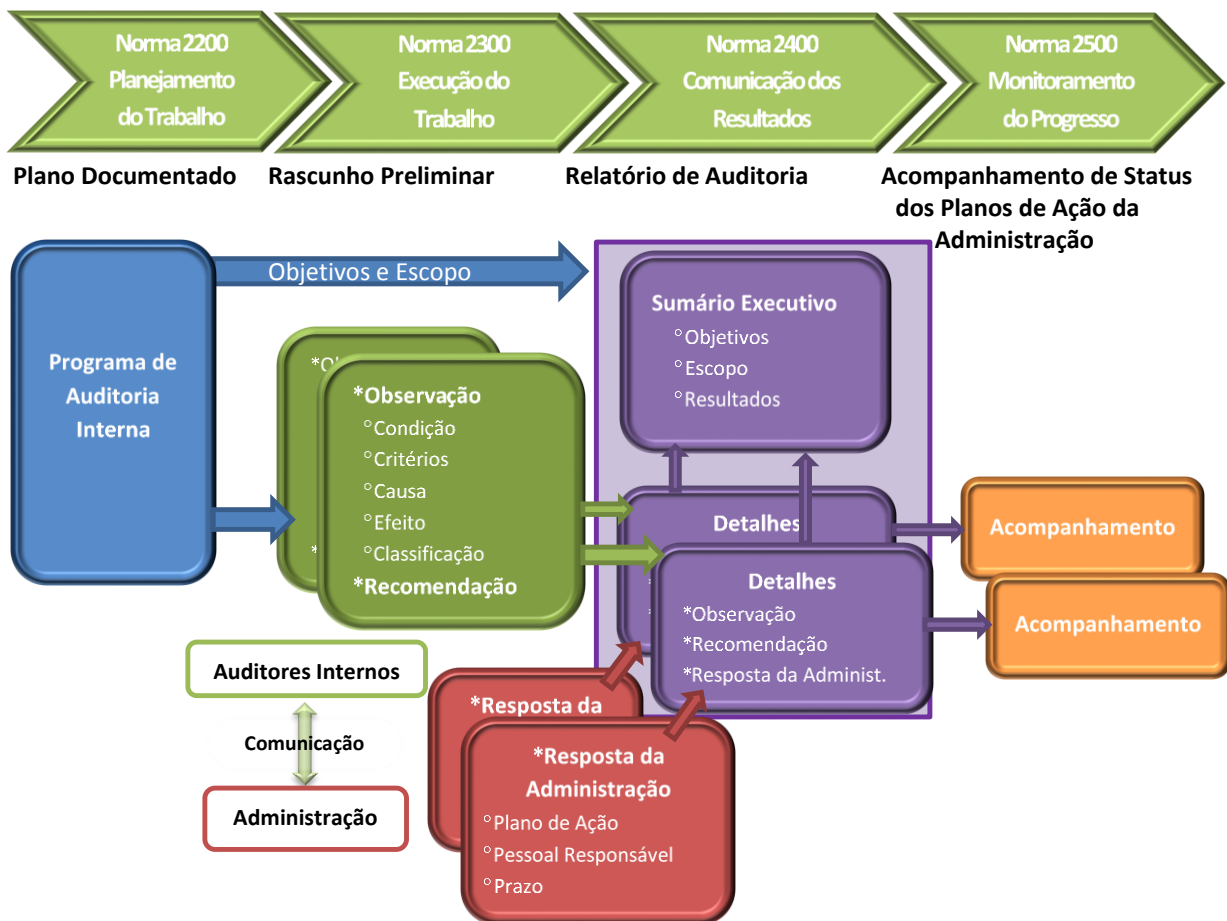 Norma 2200
Planejamento
do Trabalho
Norma 2300
Execução do
Trabalho
Norma 2400
Comunicação dos
Resultados
Norma 2500
Monitoramento
do Progresso
Plano Documentado
Rascunho Preliminar
Relatório de Auditoria
Acompanhamento de Status
dos Planos de Ação da
Administração
Programa de
Auditoria
Interna
Objetivos e Escopo
*Observação
°Condição
°Critérios
°Causa
°Efeito
°Classificação
*Recomendação
Sumário Executivo
°Objetivos
°Escopo
°Resultados
Detalhes
Detalhes
*Observação
*Recomendação
*Resposta da Administ.
Acompanhamento
Acompanhamento
Auditores Internos
Comunicação
Administração
*Resposta da
*Resposta da
Administração
°Plano de Ação
°Pessoal Responsável
°Prazo